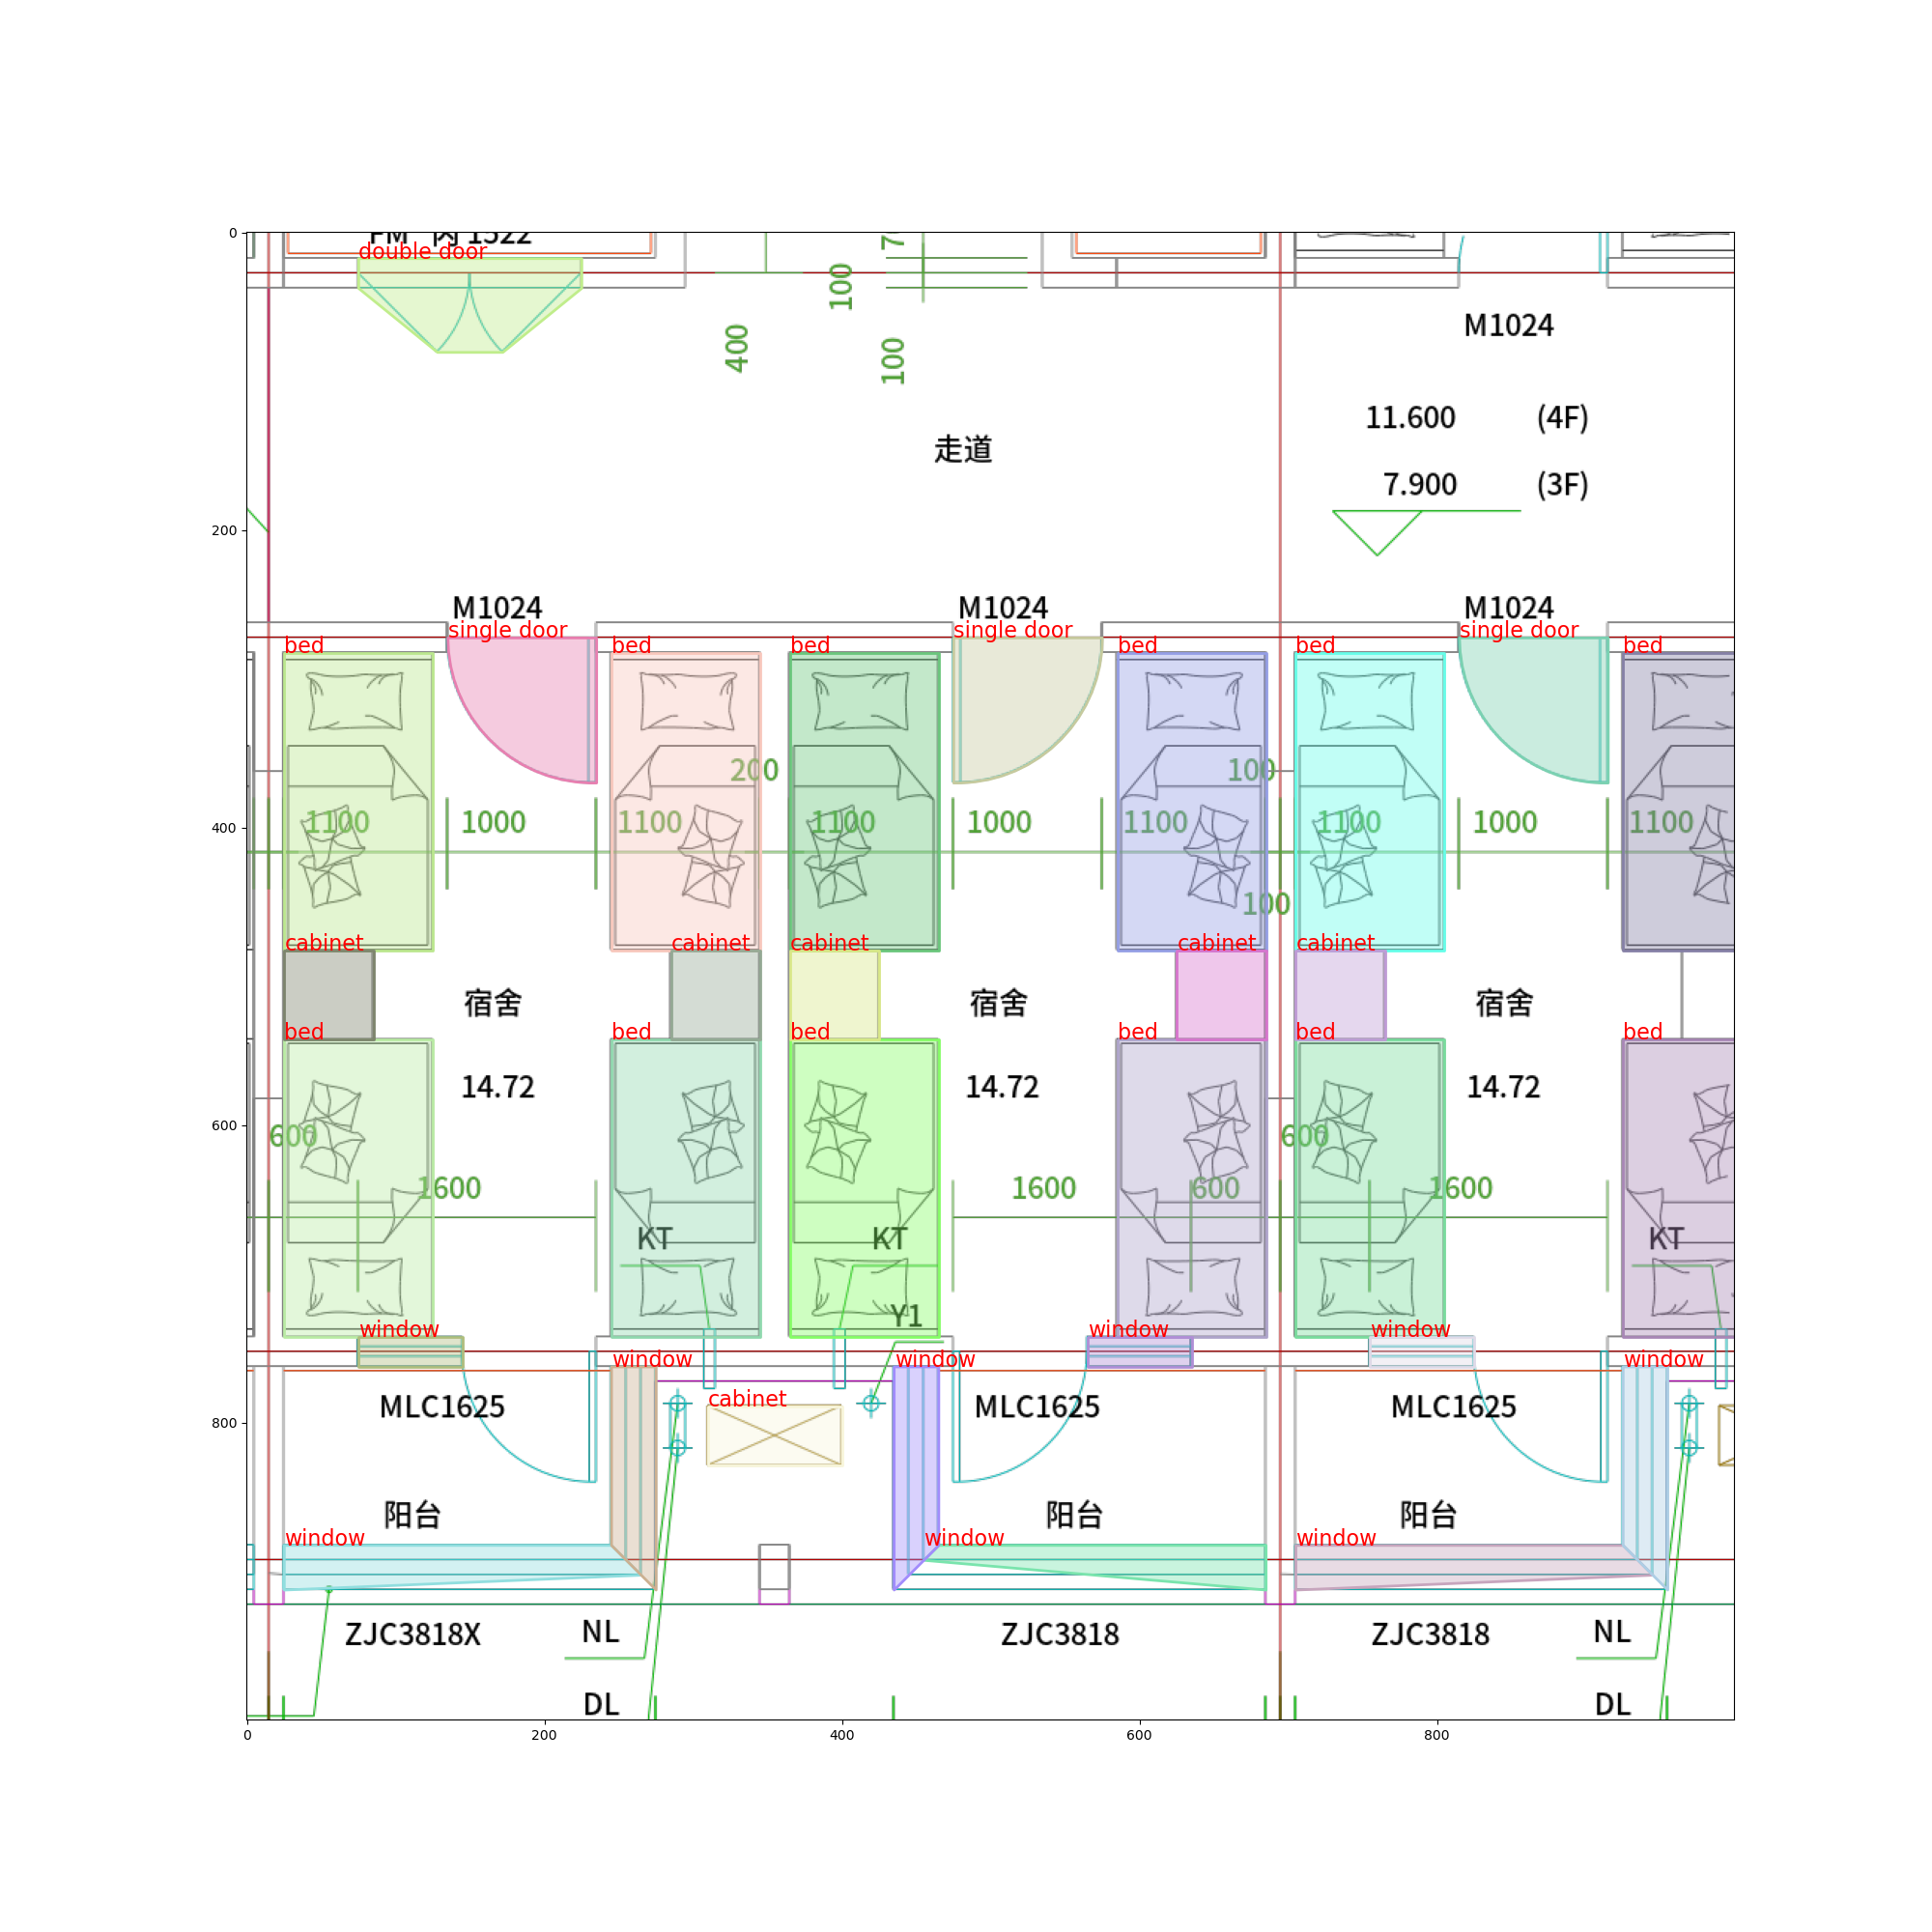 FM 丙 1522
double door
7
100
400
100
M1024
11.600 (4F)
走道
7.900 (3F)
M1024 M1024 M1024
single door single door single door
bed bed bed bed bed bed
200 100
1100 1000 1100 1100 1000 1100 1100 1000 1100
100
cabinet cabinet cabinet cabinet cabinet
宿舍 宿舍 宿舍
bed bed bed bed bed bed
14.72 14.72 14.72
600 600
1600 1600 600 1600
KT KT KT
Y1
window window window
window window window
cabinet
MLC1625 MLC1625 MLC1625
阳台 阳台 阳台
window window window
ZJC3818X NL ZJC3818 ZJC3818 NL
DL DL
0
200
400
600
800
0 200 400 600 800